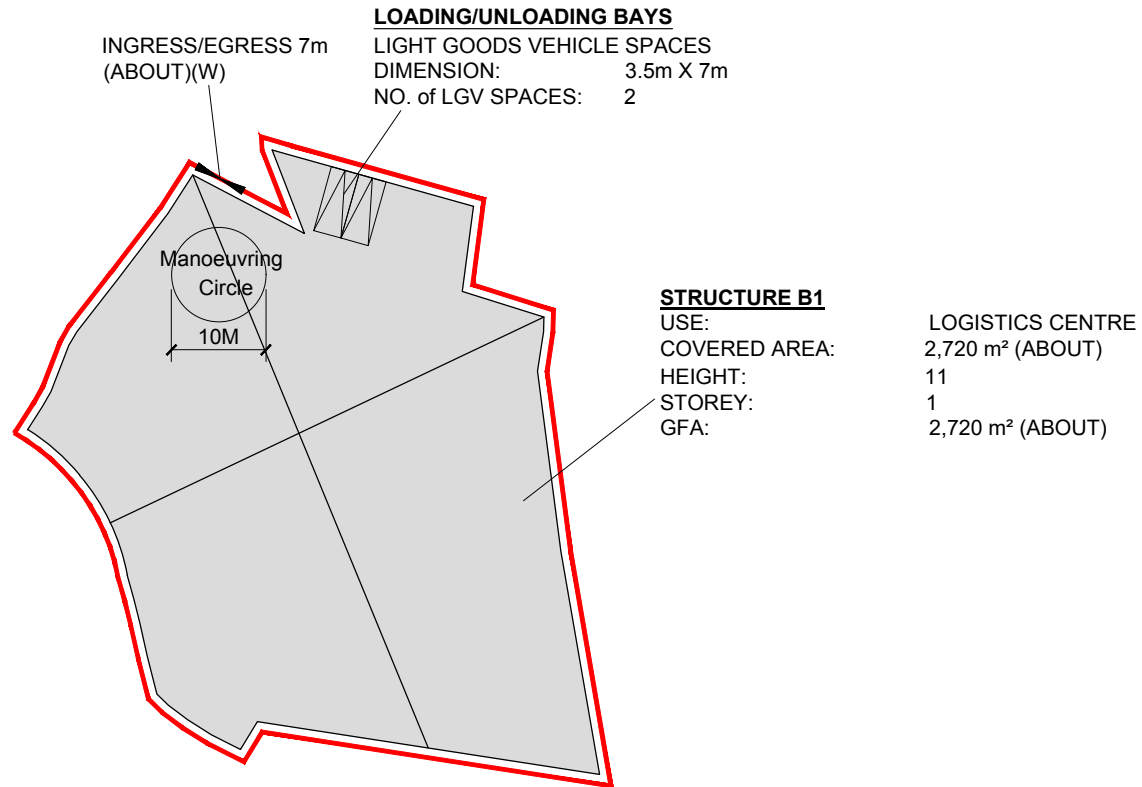 LOADING/UNLOADING BAYS
INGRESS/EGRESS 7m
(ABOUT)(W)
LIGHT GOODS VEHICLE SPACES
DIMENSION: 3.5m X 7m
NO. of LGV SPACES: 2
Manoeuvring
Circle
10M
STRUCTURE B1
USE: LOGISTICS CENTRE
COVERED AREA: 2,720 m² (ABOUT)
HEIGHT: 11
STOREY: 1
GFA: 2,720 m² (ABOUT)